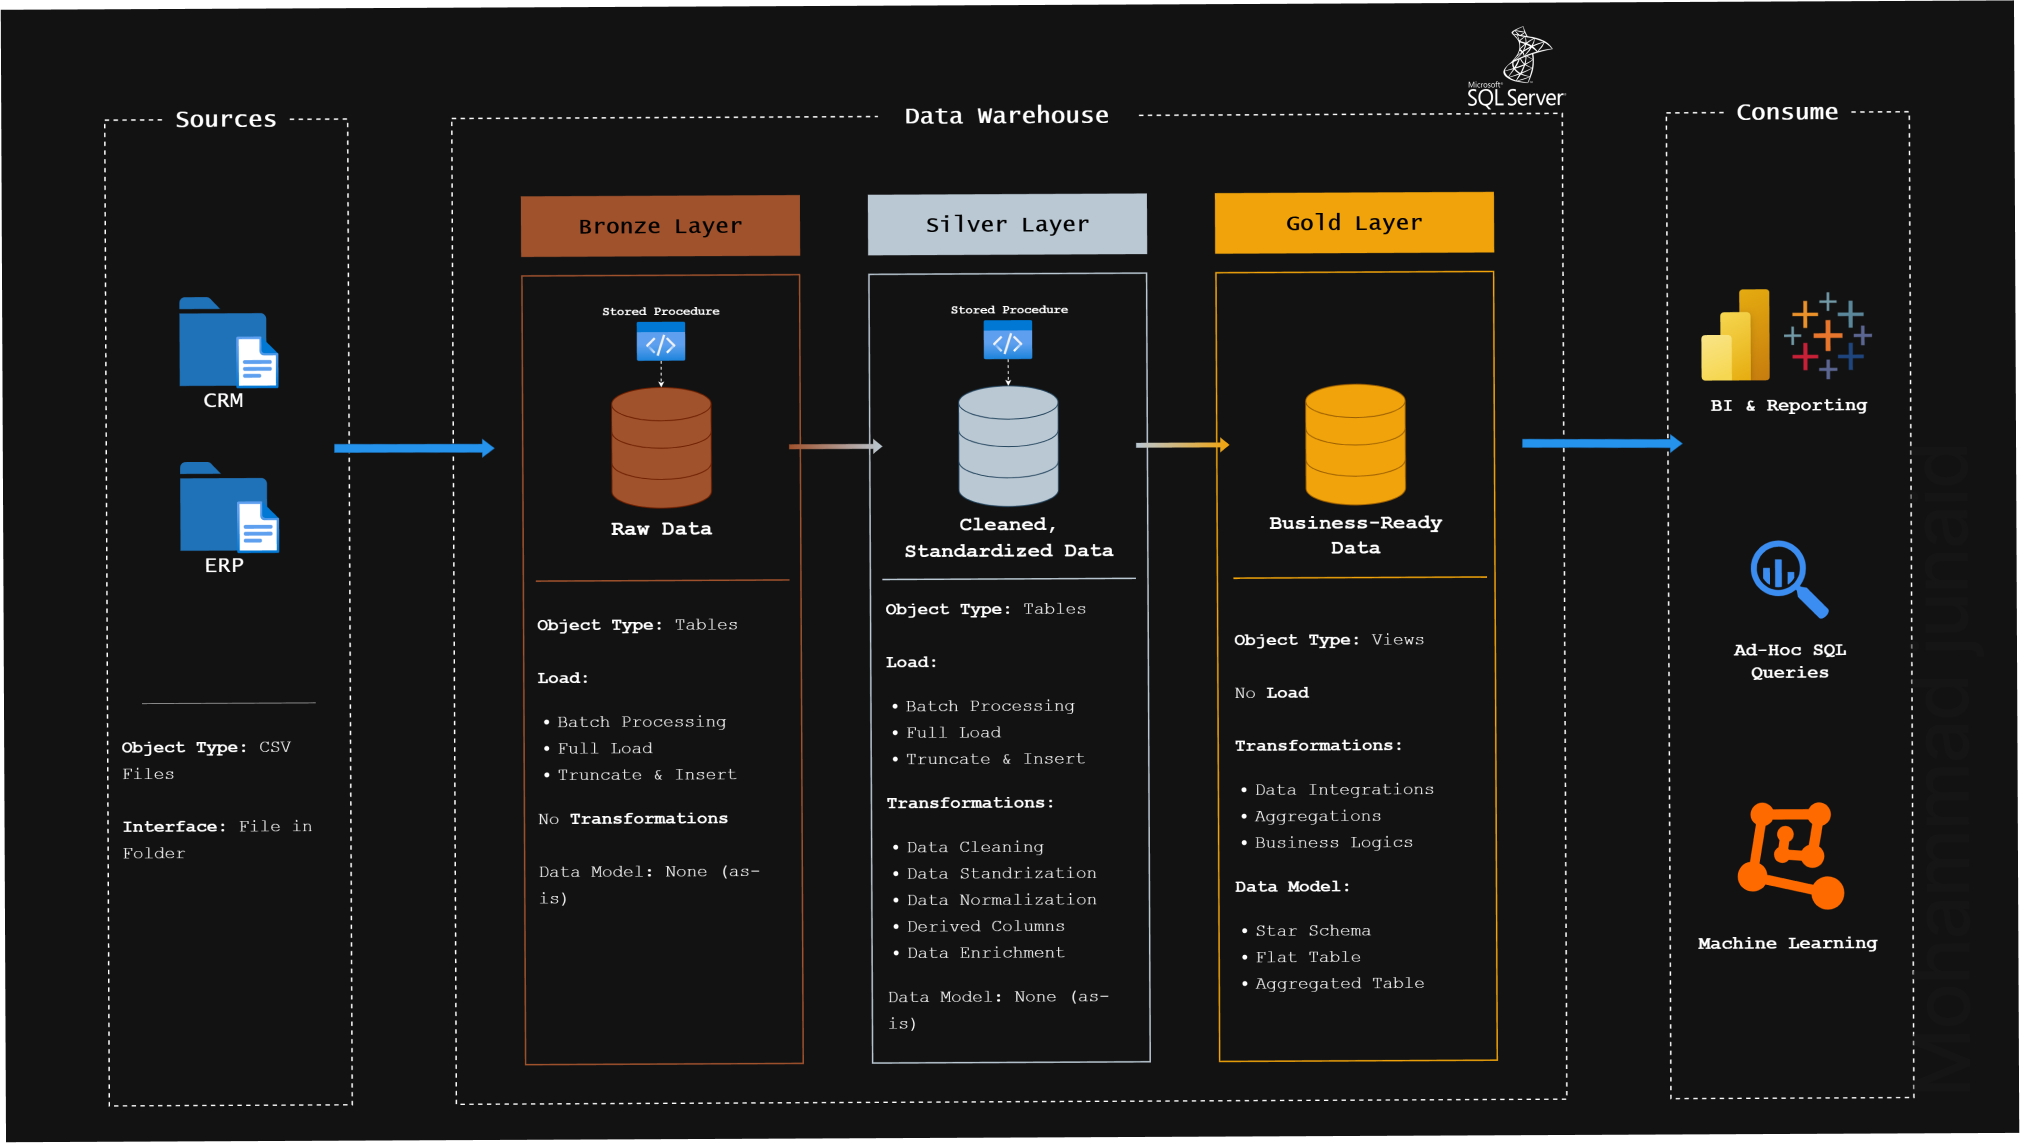 Microsoft®
SQL Server
Sources
CRM
ERP
Object Type: CSV
Files
Interface: File in
Folder
Data Warehouse
Bronze Layer
Stored Procedure
Raw Data
Object Type: Tables
Load:
• Batch Processing
• Full Load
• Truncate & Insert
No Transformations
Data Model: None (as-
is)
Silver Layer
Stored Procedure
Cleaned,
Standardized Data
Object Type: Tables
Load:
• Batch Processing
• Full Load
• Truncate & Insert
Transformations:
• Data Cleaning
• Data Standrization
• Data Normalization
• Derived Columns
• Data Enrichment
Data Model: None (as-
is)
Gold Layer
Business-Ready
Data
Object Type: Views
No Load
Transformations:
• Data Integrations
• Aggregations
• Business Logics
Data Model:
• Star Schema
• Flat Table
• Aggregated Table
Consume
BI & Reporting
Ad-Hoc SQL
Queries
Machine Learning
Mohammad junaid